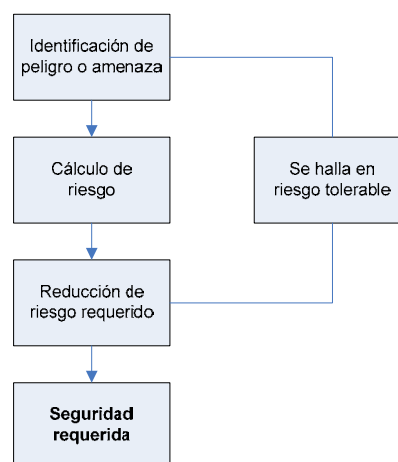 Identificación de
peligro o amenaza
Cálculo de
riesgo
Se halla en
riesgo tolerable
Reducción de
riesgo requerido
Seguridad
requerida